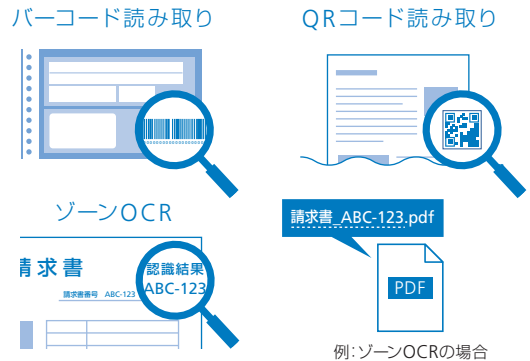 バーコード読み取り
QRコード読み取り
ゾーンOCR
請求書
請求書番号 ABC-123
認識結果
ABC-123
請求書_ABC-123.pdf
PDF
例:ゾーンOCRの場合